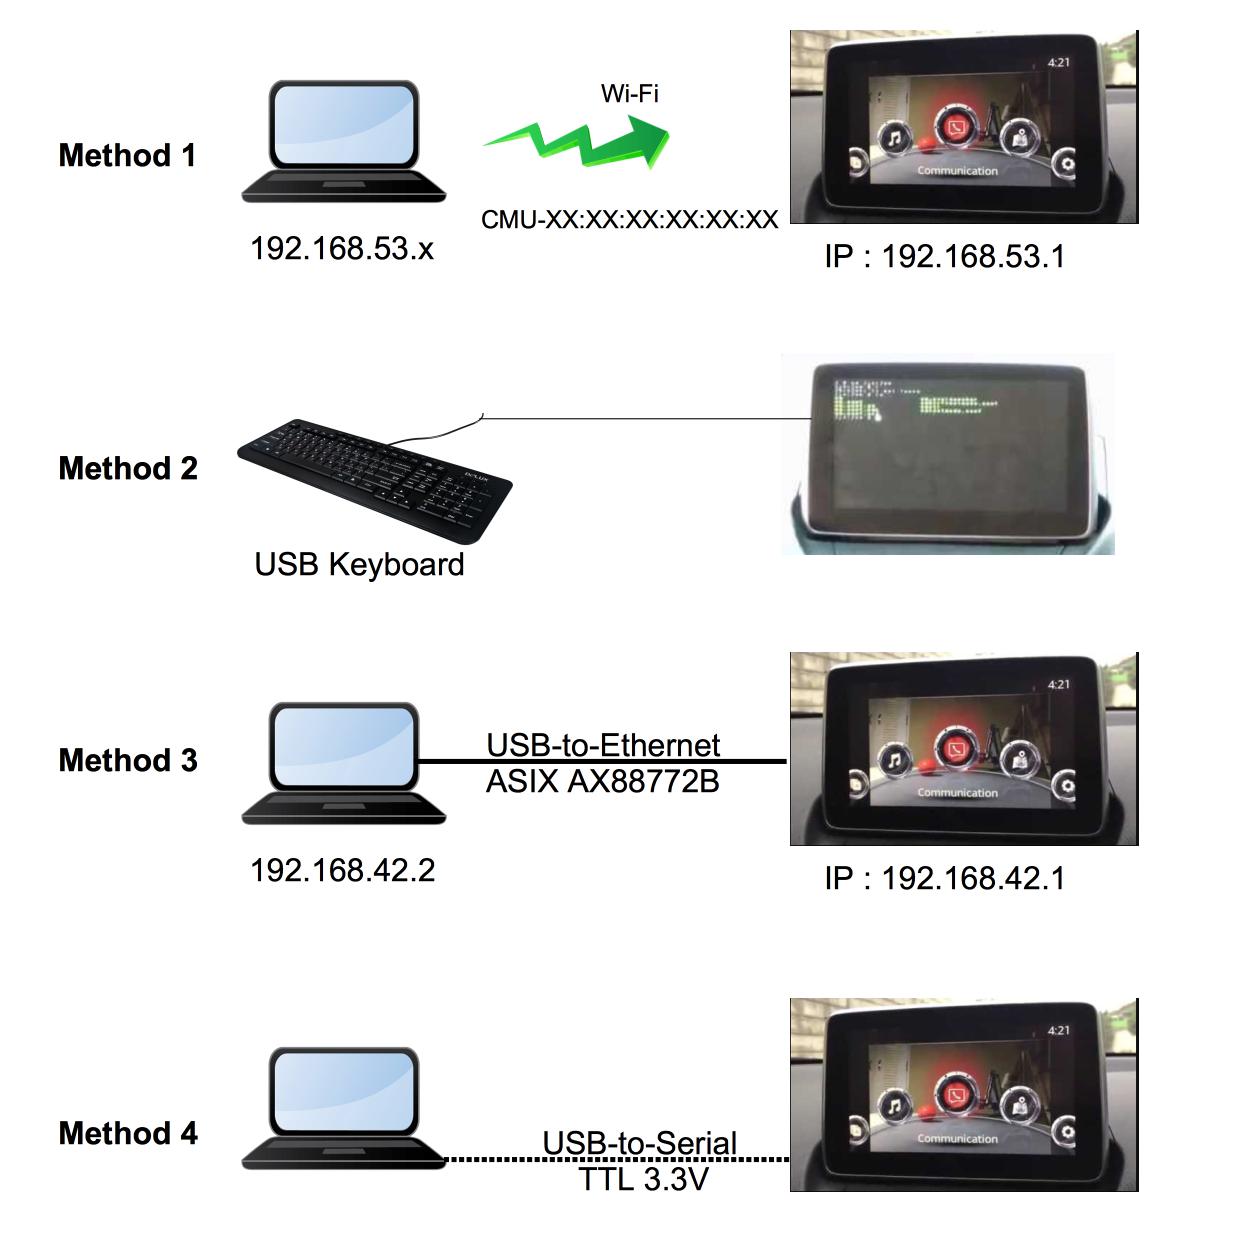 Method 1
Wi-Fi
CMU-XX:XX:XX:XX:XX:XX
192.168.53.x
4:21
Communication
IP : 192.168.53.1
Method 2
DELUX
USB Keyboard
Method 3
USB-to-Ethernet
ASIX AX88772B
192.168.42.2
4:21
Communication
IP : 192.168.42.1
Method 4
USB-to-Serial
TTL 3.3V
4:21
Communication